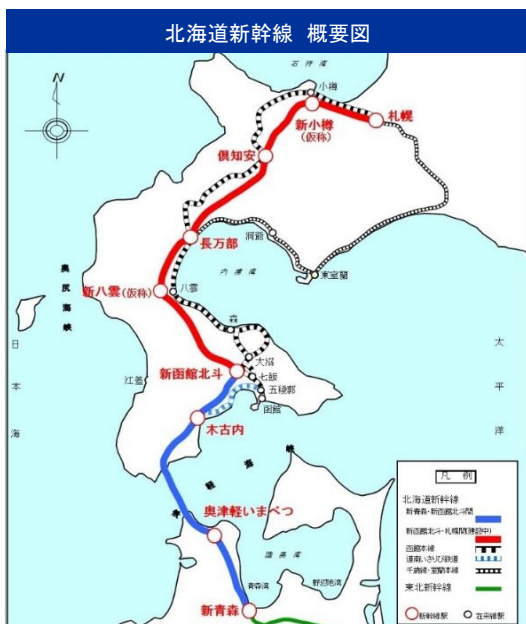 北海道新幹線 概要図
石狩湾
N
小樽
札幌
新小樽
(仮称)
倶知安
長万部
洞爺
東室蘭
内浦湾
奥尻海峡
新八雲(仮称)
八雲
森
日本海
太平洋
大沼
新函館北斗
七飯
江差
五稜郭
函館
木古内
津軽海峡
奥津軽いまべつ
陸奥湾
青森湾
野辺地湾
新青森
凡例
北海道新幹線
新青森・新函館北斗間
新函館北斗・札幌間(建設中)
函館本線
道南いさりび鉄道
千歳線・室蘭本線
東北新幹線
新幹線駅
在来線駅